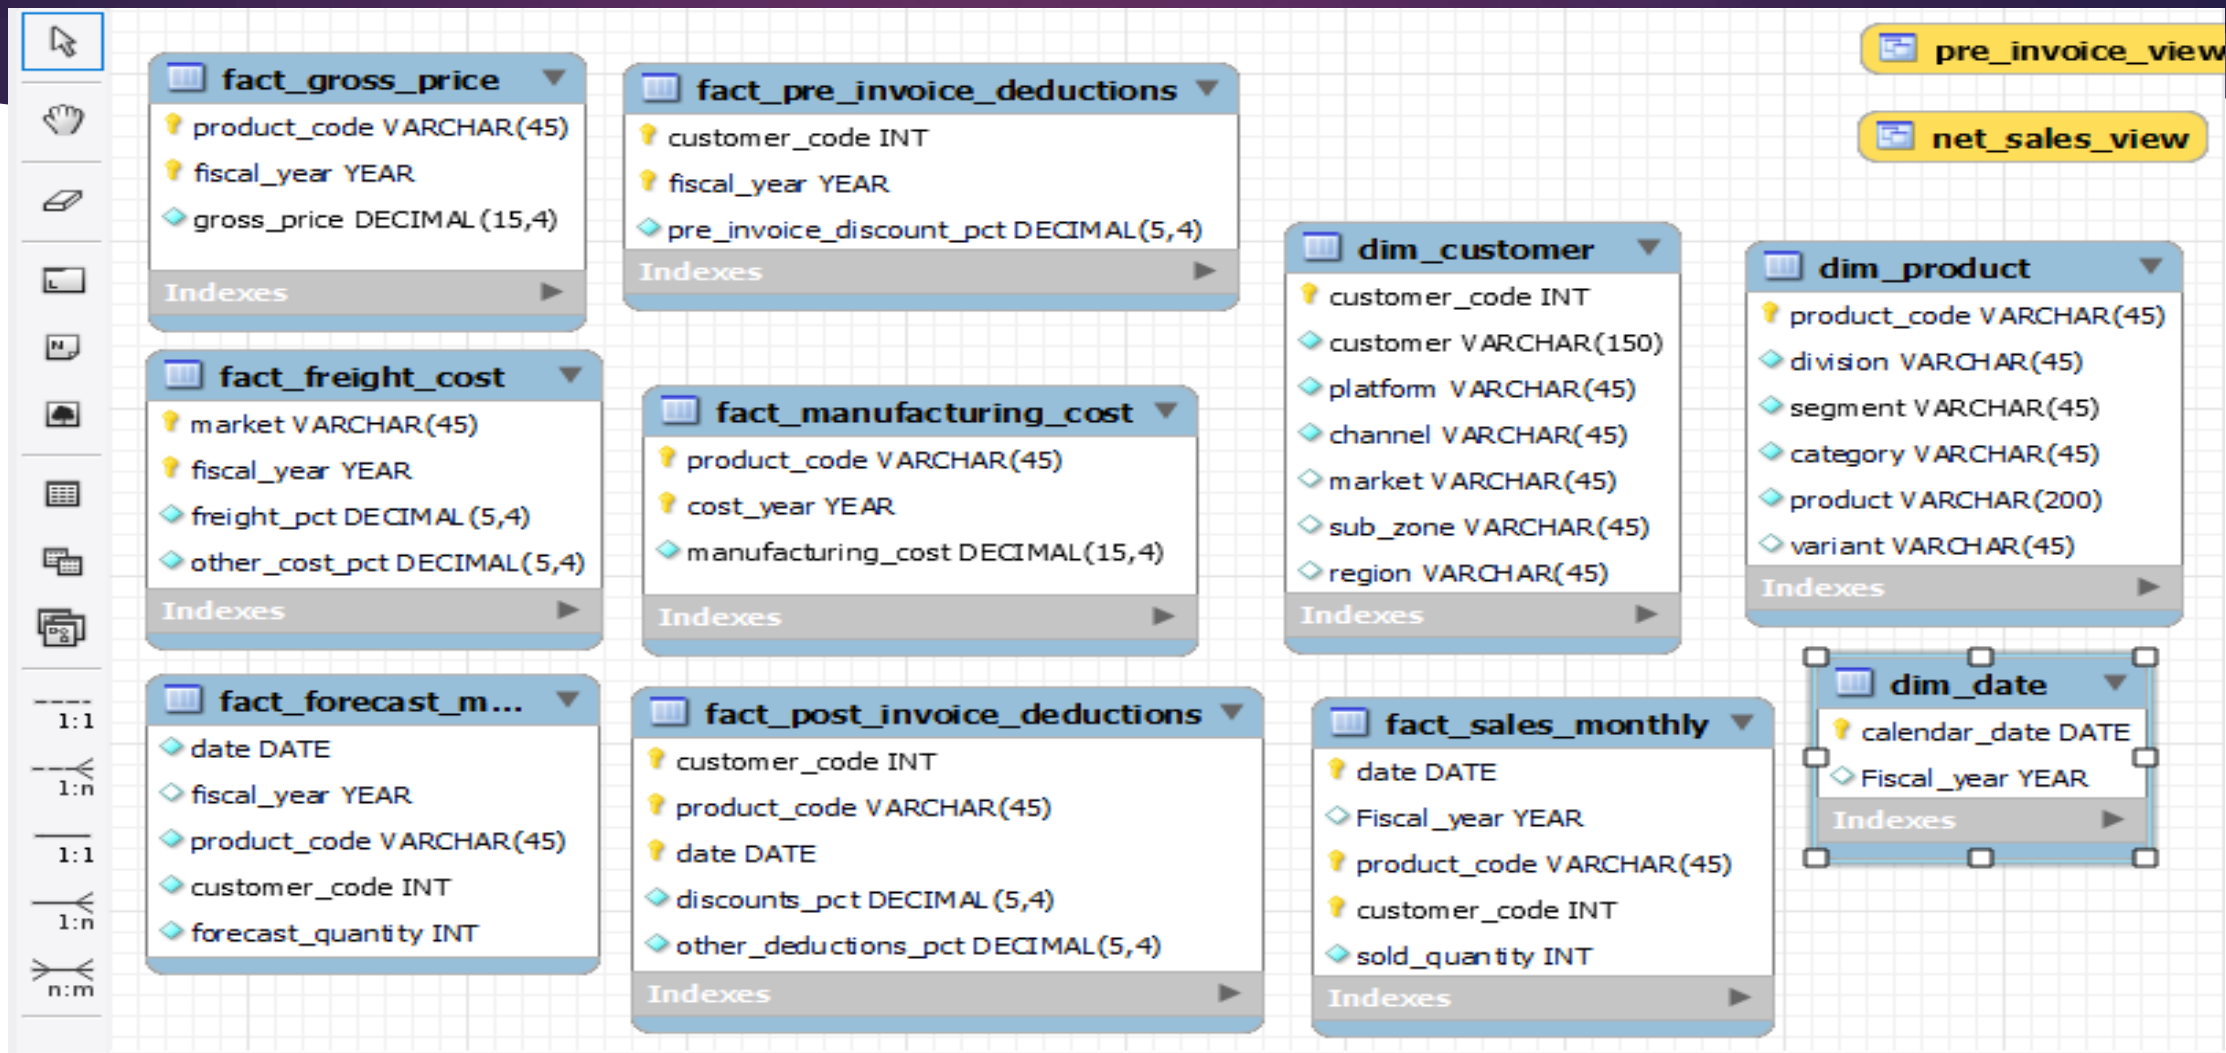 fact_gross_price
product_code VARCHAR(45)
fiscal_year YEAR
gross_price DECIMAL(15,4)
Indexes
fact_pre_invoice_deductions
customer_code INT
fiscal_year YEAR
pre_invoice_discount_pct DECIMAL(5,4)
Indexes
pre_invoice_view
net_sales_view
dim_customer
customer_code INT
customer VARCHAR(150)
platform VARCHAR(45)
channel VARCHAR(45)
market VARCHAR(45)
sub_zone VARCHAR(45)
region VARCHAR(45)
Indexes
dim_product
product_code VARCHAR(45)
division VARCHAR(45)
segment VARCHAR(45)
category VARCHAR(45)
product VARCHAR(200)
variant VARCHAR(45)
Indexes
fact_freight_cost
market VARCHAR(45)
fiscal_year YEAR
freight_pct DECIMAL(5,4)
other_cost_pct DECIMAL(5,4)
Indexes
fact_manufacturing_cost
product_code VARCHAR(45)
cost_year YEAR
manufacturing_cost DECIMAL(15,4)
Indexes
fact_forecast_m...
date DATE
fiscal_year YEAR
product_code VARCHAR(45)
customer_code INT
forecast_quantity INT
fact_post_invoice_deductions
customer_code INT
product_code VARCHAR(45)
date DATE
discounts_pct DECIMAL(5,4)
other_deductions_pct DECIMAL(5,4)
Indexes
fact_sales_monthly
date DATE
Fiscal_year YEAR
product_code VARCHAR(45)
customer_code INT
sold_quantity INT
Indexes
dim_date
calendar_date DATE
Fiscal_year YEAR
Indexes
1:1
1:n
1:1
1:n
n:m